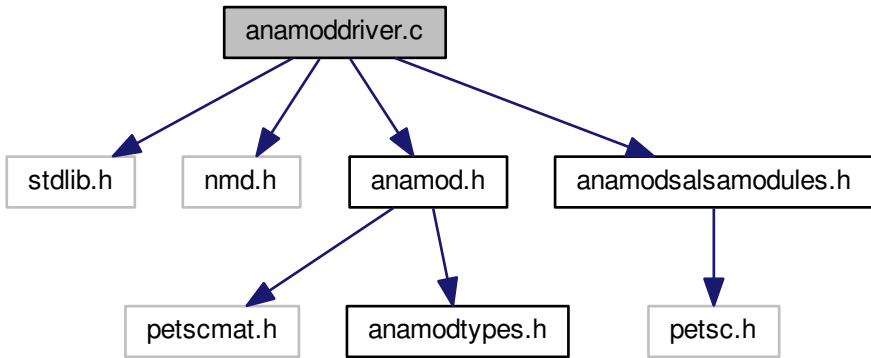 anamoddriver.c
stdlib.h
nmd.h
anamod.h
anamodsalsamodules.h
petscmat.h
anamodtypes.h
petsc.h